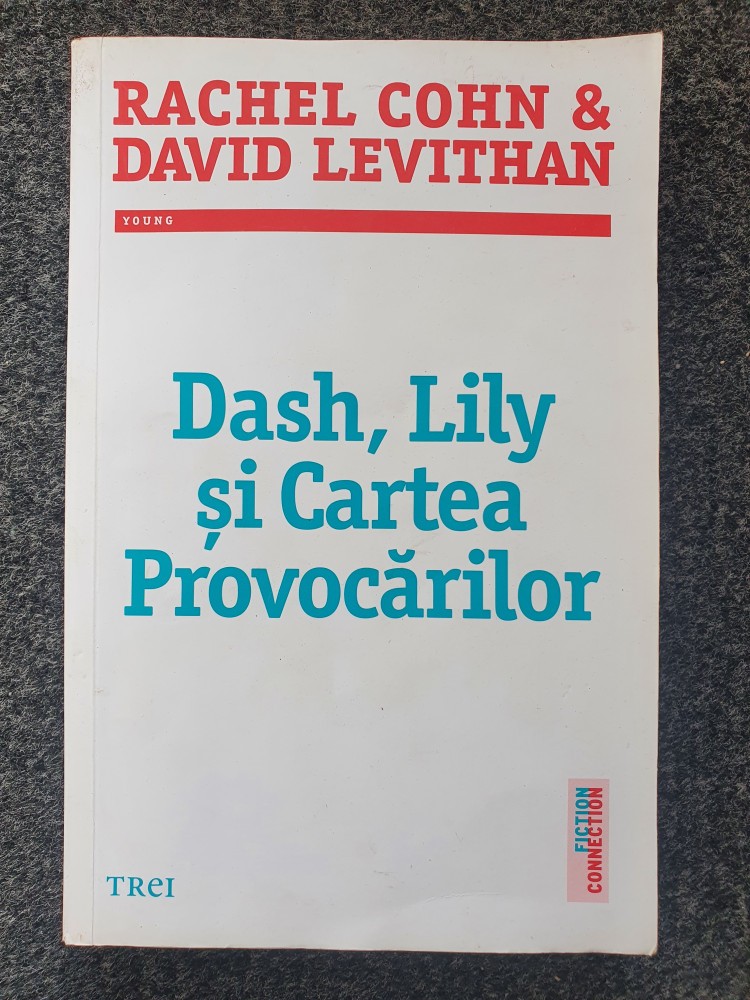 RACHEL COHN &
DAVID LEVITHAN
YOUNG
Dash, Lily
și Cartea
Provocărilor
FICTION
CONNECTION
TREI